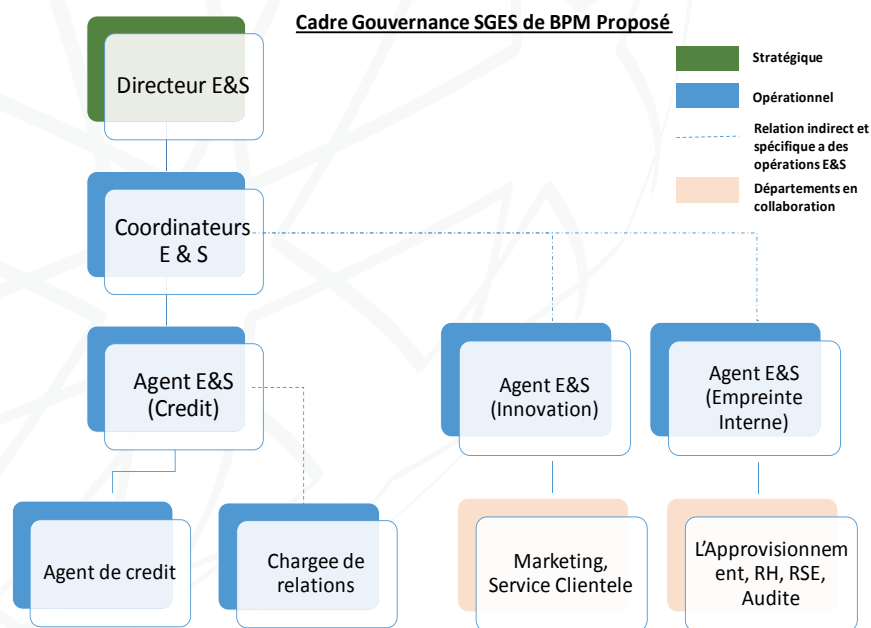 Cadre Gouvernance SGES de BPM Proposé
Stratégique
Opérationnel
Relation indirect et
spécifique a des
opérations E&S
Départements en
collaboration
Directeur E&S
Coordinateurs
E & S
Agent E&S
(Credit)
Agent E&S
(Innovation)
Agent E&S
(Empreinte
Interne)
Agent de credit
Chargee de
relations
Marketing,
Service Clientele
L'Approvisionnem
ent, RH, RSE,
Audite